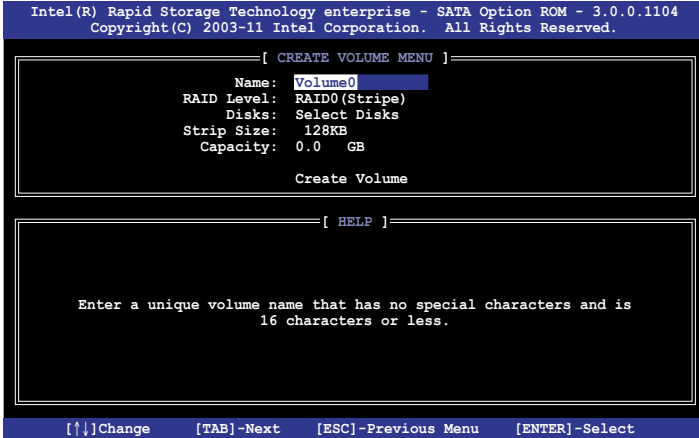 Intel(R) Rapid Storage Technology enterprise - SATA Option ROM - 3.0.0.1104
Copyright(C) 2003-11 Intel Corporation. All Rights Reserved.
[ CREATE VOLUME MENU ]
Name: Volume0
RAID Level: RAID0(Stripe)
Disks: Select Disks
Strip Size: 128KB
Capacity: 0.0 GB
Create Volume
[ HELP ]
Enter a unique volume name that has no special characters and is
16 characters or less.
[↑↓]Change [TAB]-Next [ESC]-Previous Menu [ENTER]-Select